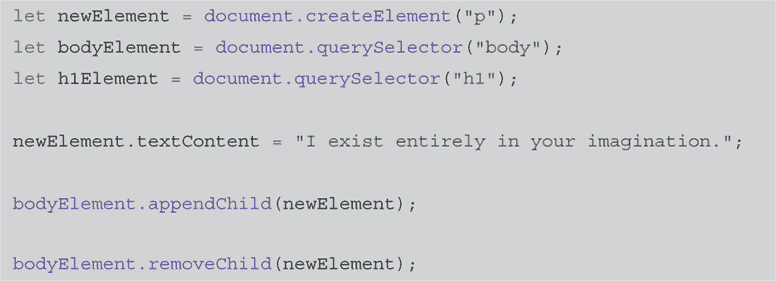 let newElement = document.createElement("p");
let bodyElement = document.querySelector("body");
let h1Element = document.querySelector("h1");
newElement.textContent = "I exist entirely in your imagination.";
bodyElement.appendChild(newElement);
bodyElement.removeChild(newElement);